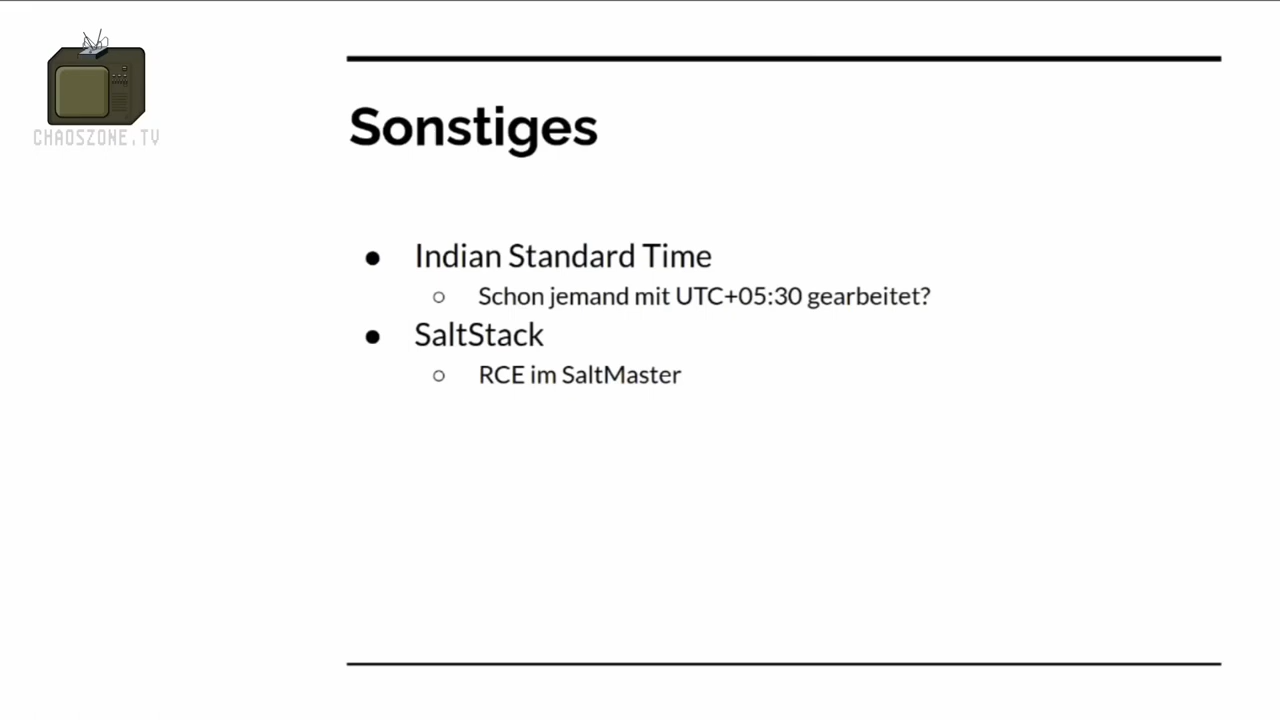 CHAOSZONE.TV
Sonstiges
● Indian Standard Time
○ Schon jemand mit UTC+05:30 gearbeitet?
● SaltStack
○ RCE im SaltMaster